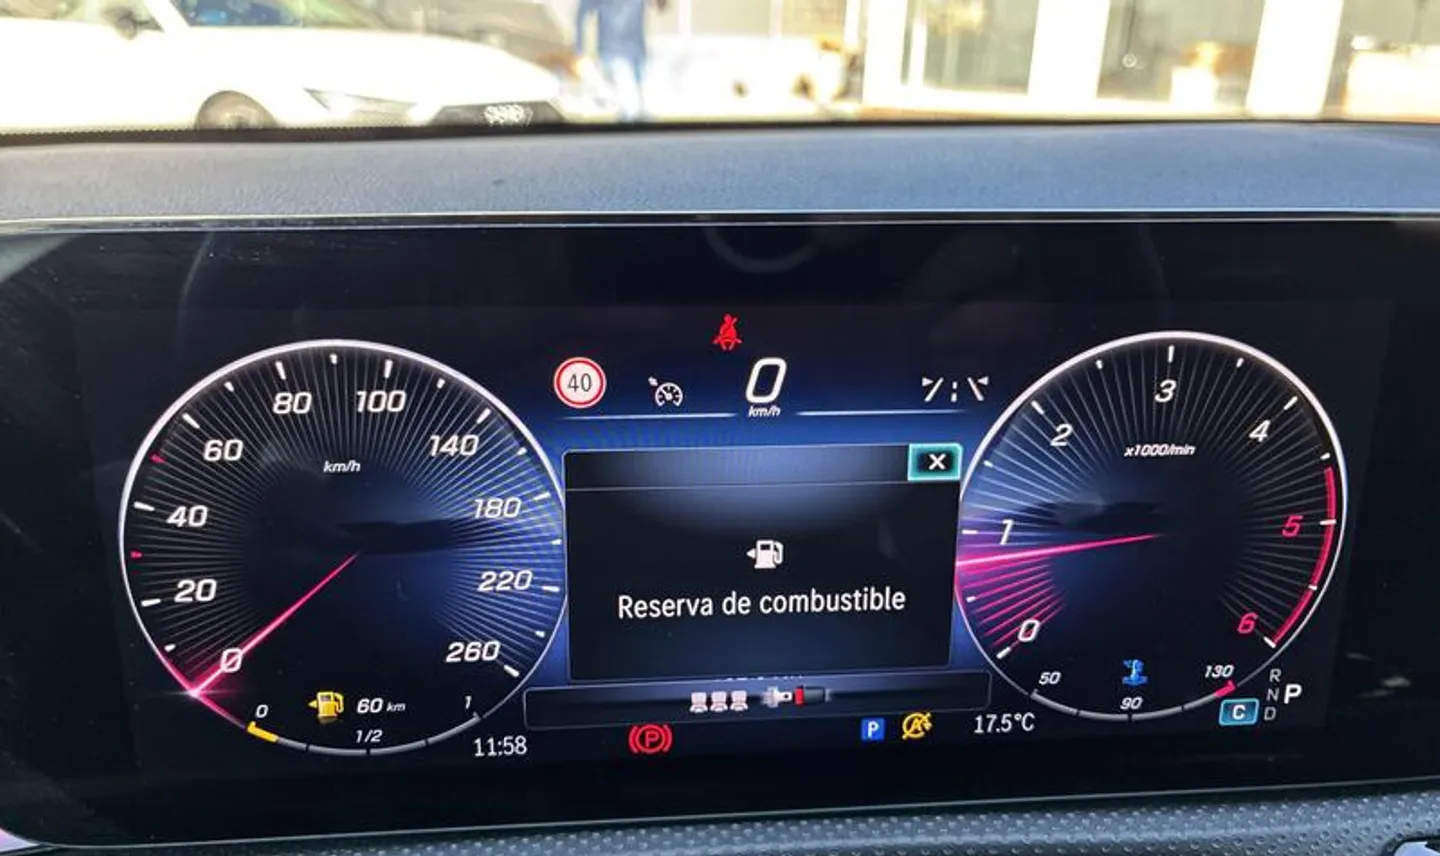 40
0
km/h
80 100
60
140
km/h
40
180
20
220
0
260
0
60 km
1
1/2
11:58
X
Reserva de combustible
P
P
A
17.5°C
3
2
4
x1000/min
1
5
0
6
50
130
90
R
N P
C D